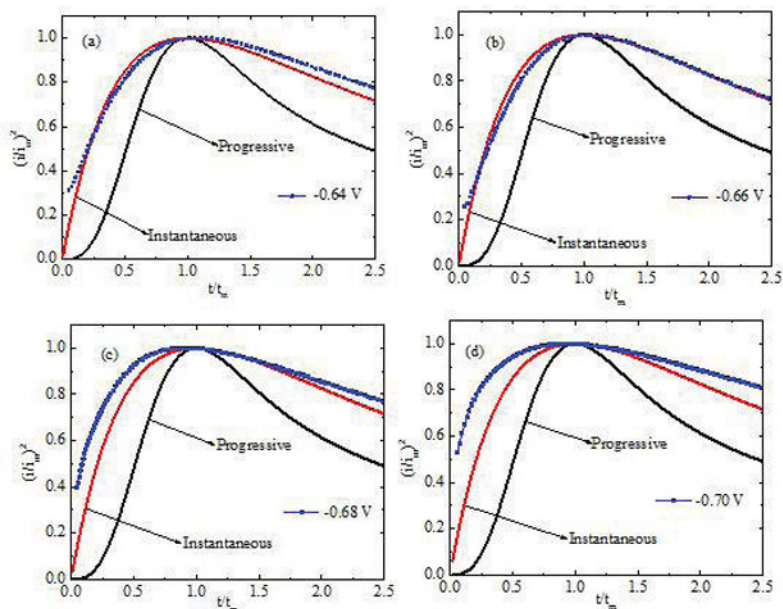 (a)
1.0
0.8
0.6
0.4
0.2
0.0
(i/i_m)²
Progressive
-0.64 V
Instantaneous
0.0 0.5 1.0 1.5 2.0 2.5
t/t_m
(b)
1.0
0.8
0.6
0.4
0.2
0.0
(i/i_m)²
Progressive
-0.66 V
Instantaneous
0.0 0.5 1.0 1.5 2.0 2.5
t/t_m
(c)
1.0
0.8
0.6
0.4
0.2
0.0
(i/i_m)²
Progressive
-0.68 V
Instantaneous
0.0 0.5 1.0 1.5 2.0 2.5
t/t_m
(d)
1.0
0.8
0.6
0.4
0.2
0.0
(i/i_m)²
Progressive
-0.70 V
Instantaneous
0.0 0.5 1.0 1.5 2.0 2.5
t/t_m